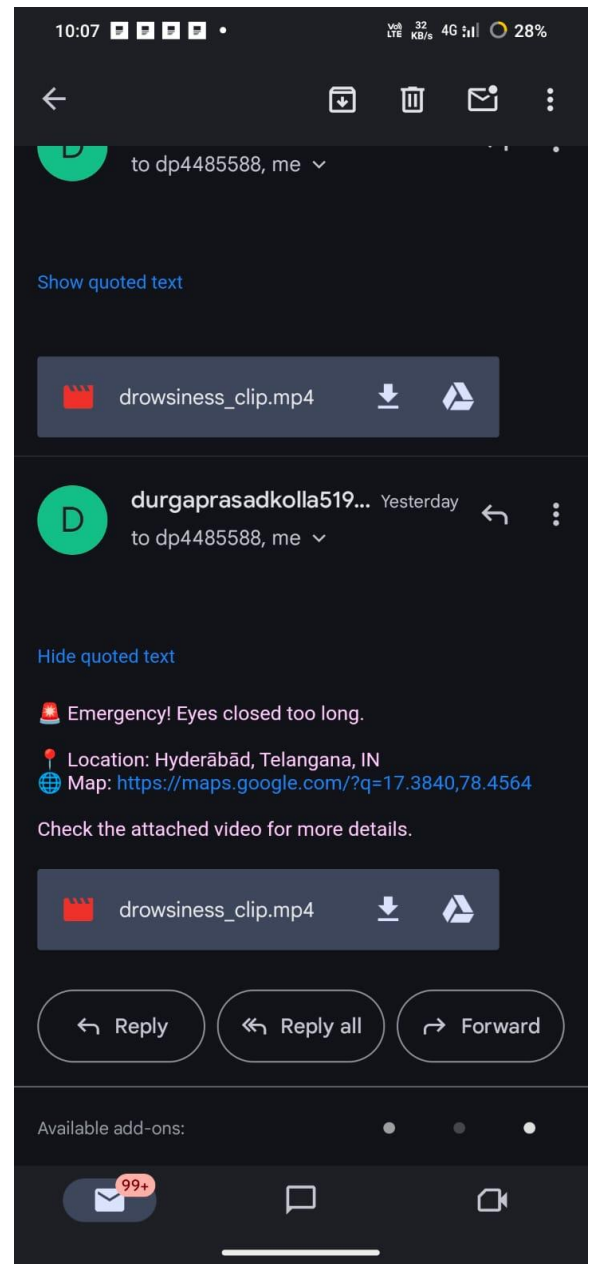 10:07 VoD LTE 32 KB/s 4G 28%
D
to dp4485588, me
Show quoted text
drowsiness_clip.mp4
D durgaprasadkolla519... Yesterday
to dp4485588, me
Hide quoted text
Emergency! Eyes closed too long.
Location: Hyderābād, Telangana, IN
Map: https://maps.google.com/?q=17.3840,78.4564
Check the attached video for more details.
drowsiness_clip.mp4
Reply Reply all Forward
Available add-ons:
99+